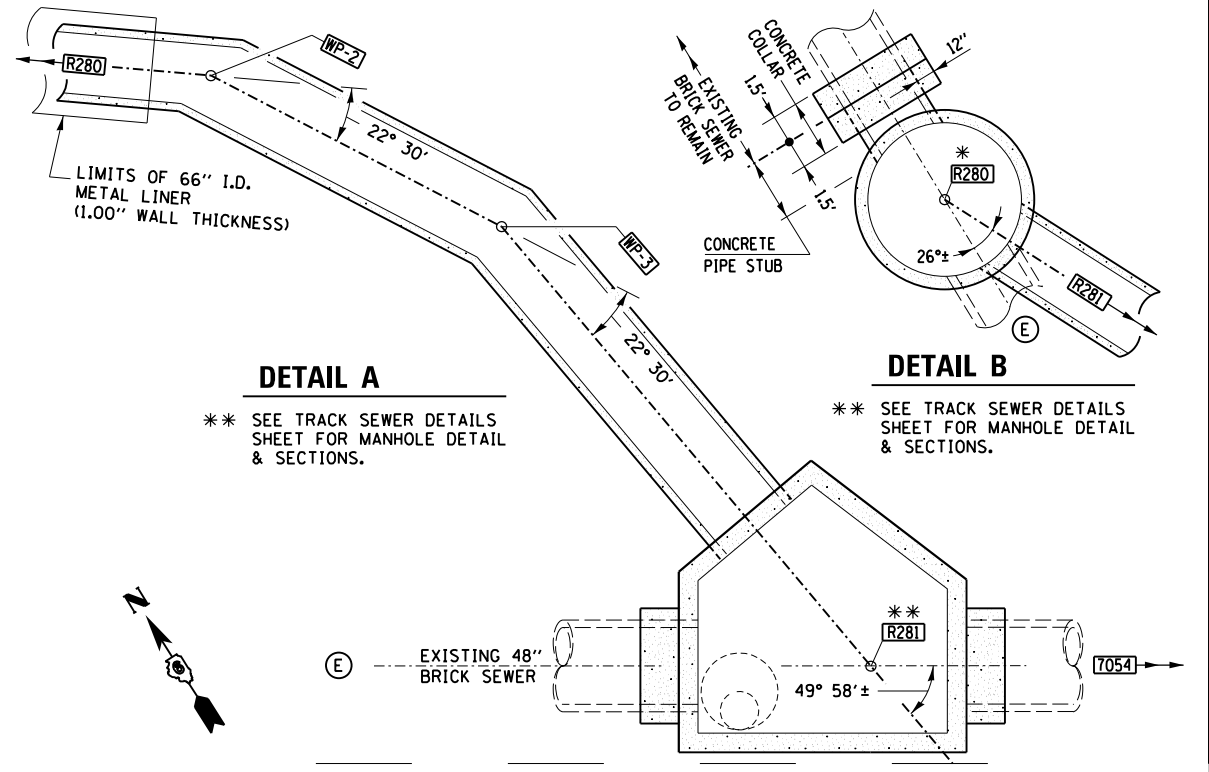 R280
WP-2
22° 30'
LIMITS OF 66" I.D.
METAL LINER
(1.00" WALL THICKNESS)
WP-3
22° 30'
DETAIL A
** SEE TRACK SEWER DETAILS
SHEET FOR MANHOLE DETAIL
& SECTIONS.
EXISTING
BRICK SEWER
TO REMAIN
1.5'
CONCRETE
COLLAR
12"
1.5'
CONCRETE
PIPE STUB
*
R280
26°±
R281
E
DETAIL B
** SEE TRACK SEWER DETAILS
SHEET FOR MANHOLE DETAIL
& SECTIONS.
N
E
EXISTING 48"
BRICK SEWER
**
R281
49° 58'±
7054